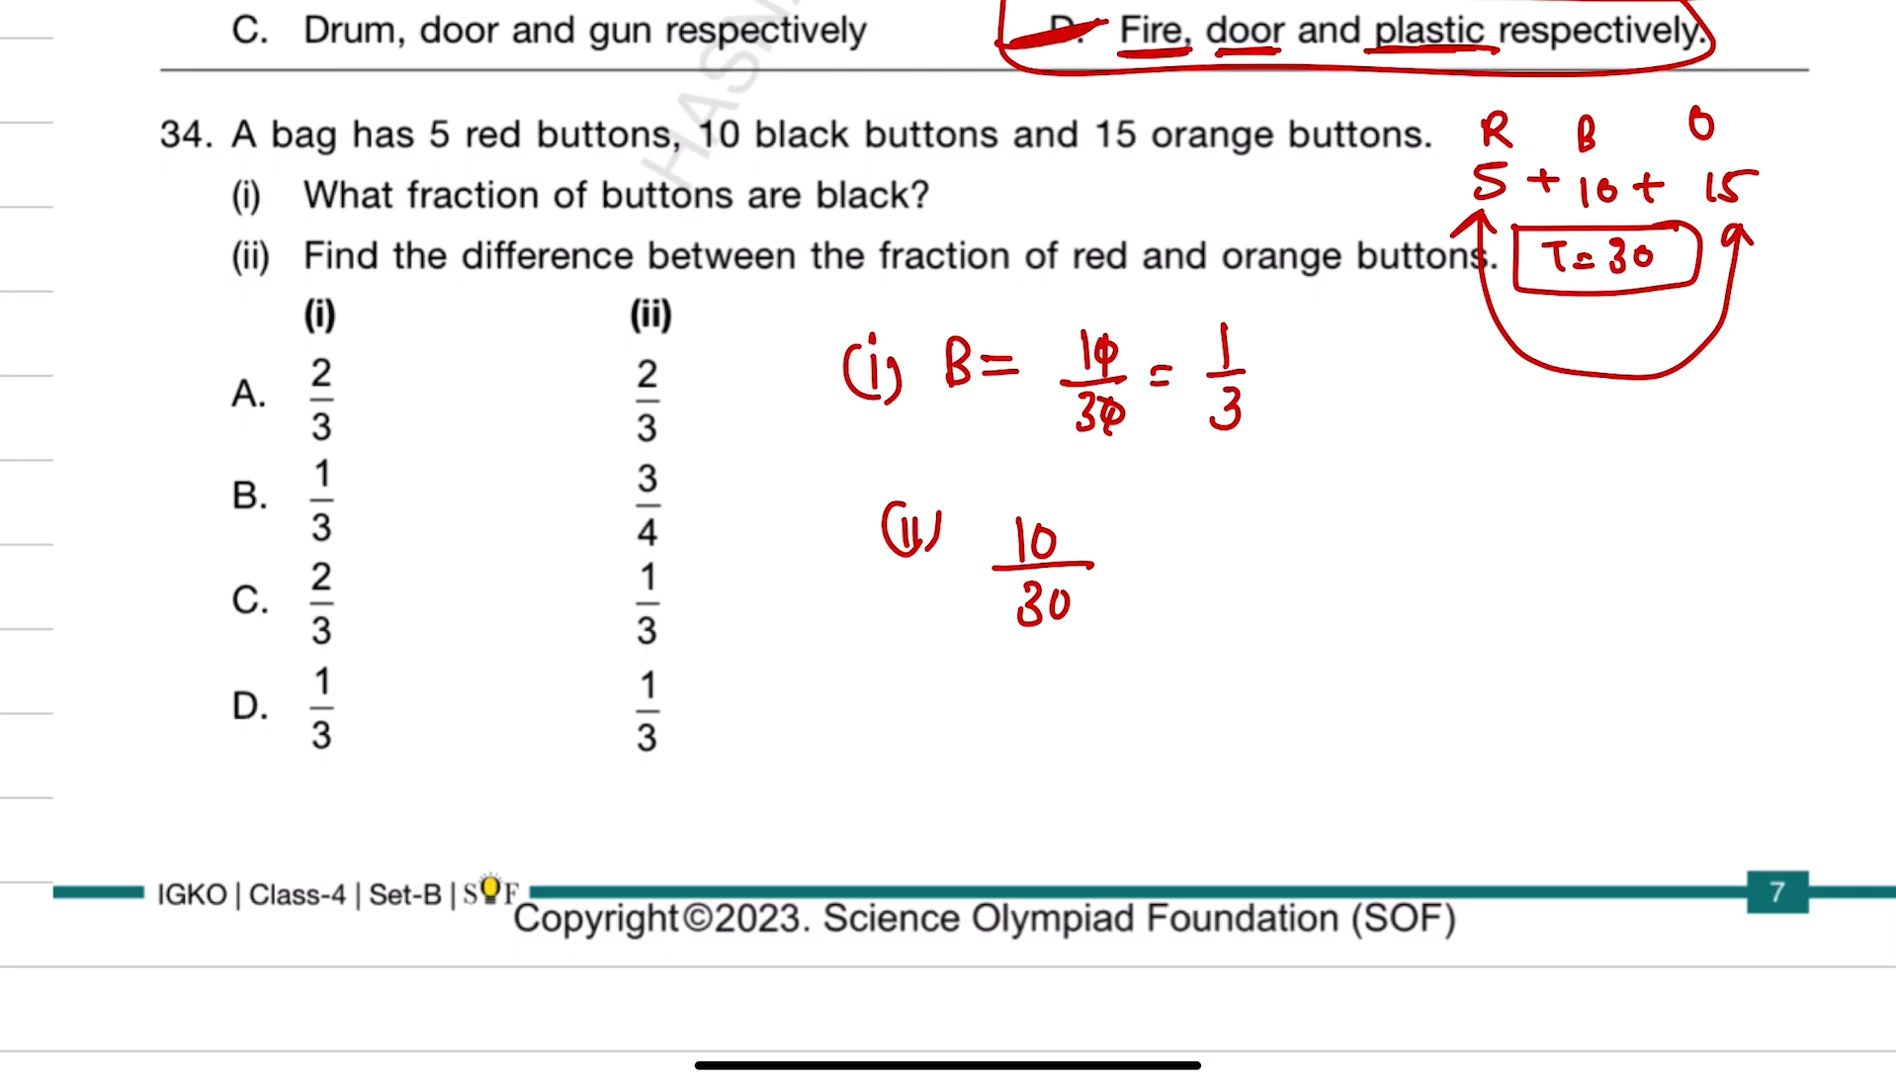 C. Drum, door and gun respectively
D. Fire, door and plastic respectively.
34. A bag has 5 red buttons, 10 black buttons and 15 orange buttons.
R B O
(i) What fraction of buttons are black?
5 + 10 + 15
(ii) Find the difference between the fraction of red and orange buttons.
T = 30
(i) (ii)
A. 2/3 2/3
(i) B = 10/30 = 1/3
B. 1/3 3/4
(ii) 10/30
C. 2/3 1/3
D. 1/3 1/3
IGKO | Class-4 | Set-B | SOF
7
Copyright©2023. Science Olympiad Foundation (SOF)